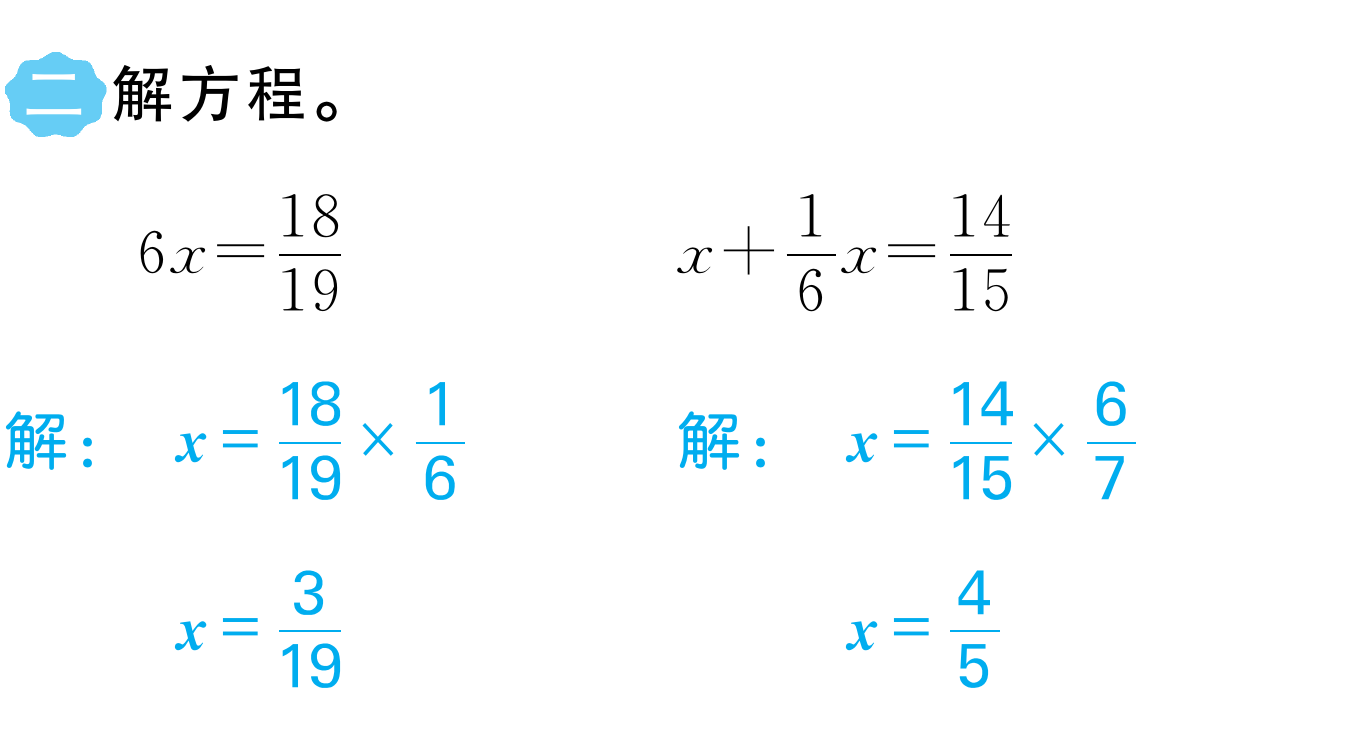 二 解方程。
6x=18/19 x+1/6x=14/15
解: x=18/19×1/6 解: x=14/15×6/7
x=3/19 x=4/5